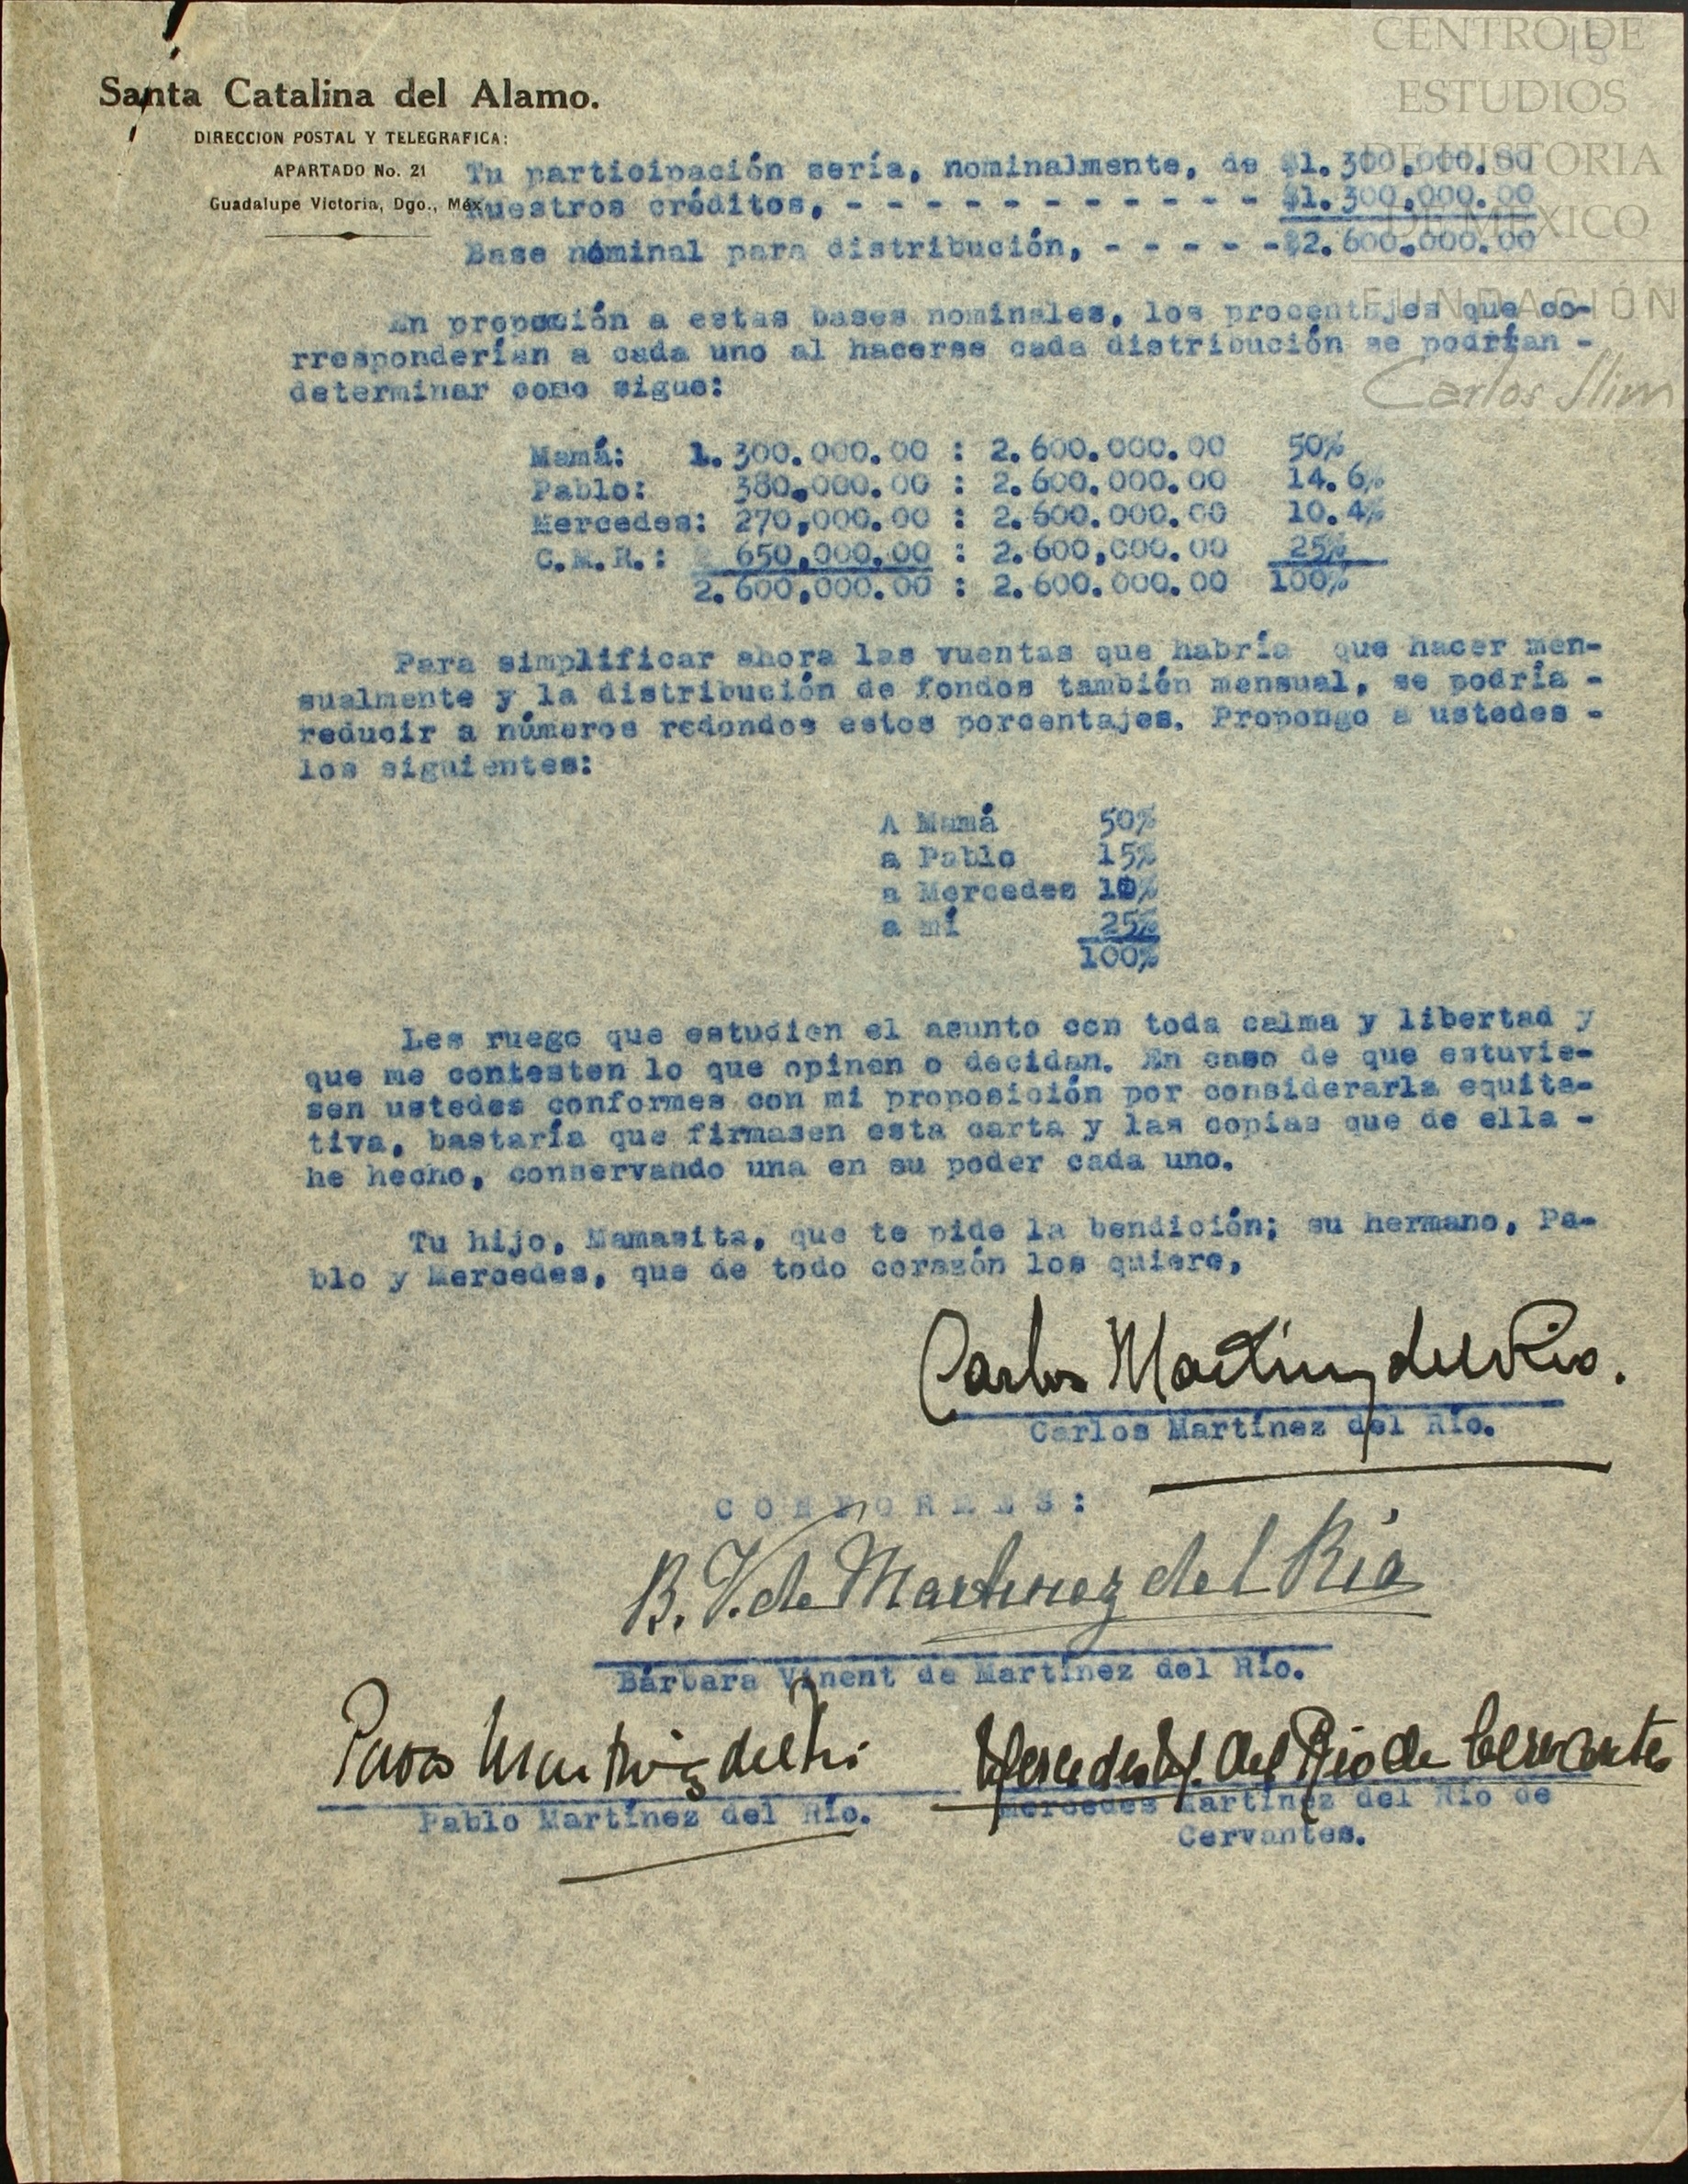 CENTRO DE
ESTUDIOS
DE HISTORIA
DE MÉXICO
FUNDACIÓN
Carlos Slim
Santa Catalina del Alamo.
DIRECCION POSTAL Y TELEGRAFICA:
APARTADO No. 21
Guadalupe Victoria, Dgo., Méx.
Tu participación sería, nominalmente, de $1.300,000.00
Nuestros créditos, - - - - - - - - - - - $1.300,000.00
Base nóminal para distribución, - - - - -$2.600,000.00
En proporción a estas bases nominales, los procentajes que co-
rresponderían a cada uno al hacerse cada distribución se podrían -
determinar como sigue:
Mamá: 1.300.000.00 : 2.600.000.00 50%
Pablo: 380,000.00 : 2.600.000.00 14.6%
Mercedes: 270,000.00 : 2.600.000.00 10.4%
C.M.R.: 650,000.00 : 2.600,000.00 25%
2.600,000.00 : 2.600.000.00 100%
Para simplificar ahora las vuentas que habría que hacer men-
sualmente y la distribución de fondos también mensual, se podría -
reducir a números redondos estos porcentajes. Propongo a ustedes -
los siguientes:
A Mamá 50%
a Pablo 15%
a Mercedes 10%
a mí 25%
100%
Les ruego que estudien el asunto con toda calma y libertad y
que me contesten lo que opinen o decidan. En caso de que estuvie-
sen ustedes conformes con mi proposición por considerarla equita-
tiva, bastaría que firmasen esta carta y las copias que de ella -
he hecho, conservando una en su poder cada uno.
Tu hijo, Mamasita, que te pide la bendición; su hermano, Pa-
blo y Mercedes, que de todo corazón los quiere,
Carlos Martínez del Rio.
Carlos Martínez del Río.
CONFORMES:
B. V. de Martinez del Rio
Bárbara Vinent de Martínez del Río.
Pablo Martinez del Rio Mercedes M. del Rio de Cervantes
Pablo Martínez del Río. Mercedes Martínez del Río de
Cervantes.